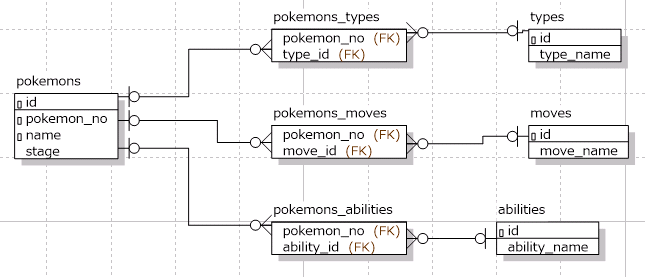 pokemons_types
pokemon_no (FK)
type_id (FK)
types
id
type_name
pokemons
id
pokemon_no
name
stage
pokemons_moves
pokemon_no (FK)
move_id (FK)
moves
id
move_name
pokemons_abilities
pokemon_no (FK)
ability_id (FK)
abilities
id
ability_name